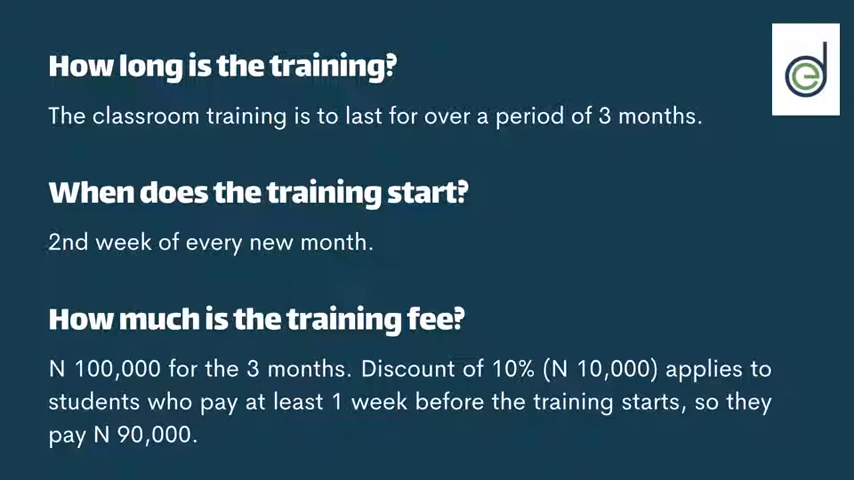 How long is the training?
The classroom training is to last for over a period of 3 months.
When does the training start?
2nd week of every new month.
How much is the training fee?
N 100,000 for the 3 months. Discount of 10% (N 10,000) applies to
students who pay at least 1 week before the training starts, so they
pay N 90,000.